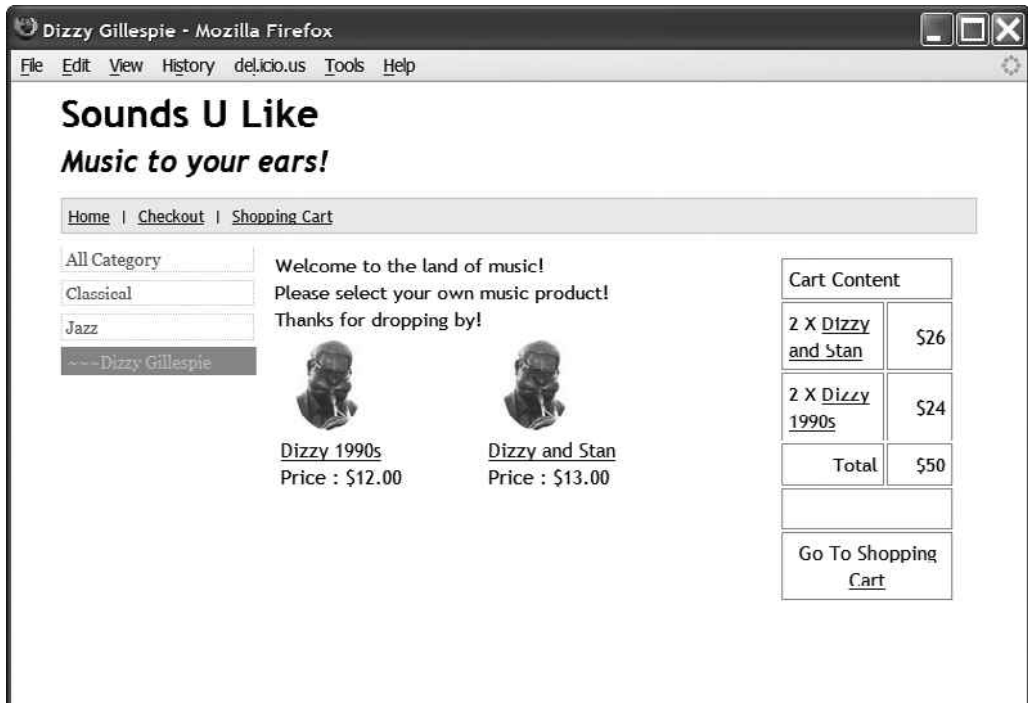 Dizzy Gillespie - Mozilla Firefox
File Edit View History del.icio.us Tools Help
Sounds U Like
Music to your ears!
Home | Checkout | Shopping Cart
All Category
Classical
Jazz
~~~Dizzy Gillespie
Welcome to the land of music!
Please select your own music product!
Thanks for dropping by!
Dizzy 1990s
Price : $12.00
Dizzy and Stan
Price : $13.00
Cart Content
2 X Dizzy
and Stan
$26
2 X Dizzy
1990s
$24
Total $50
Go To Shopping
Cart